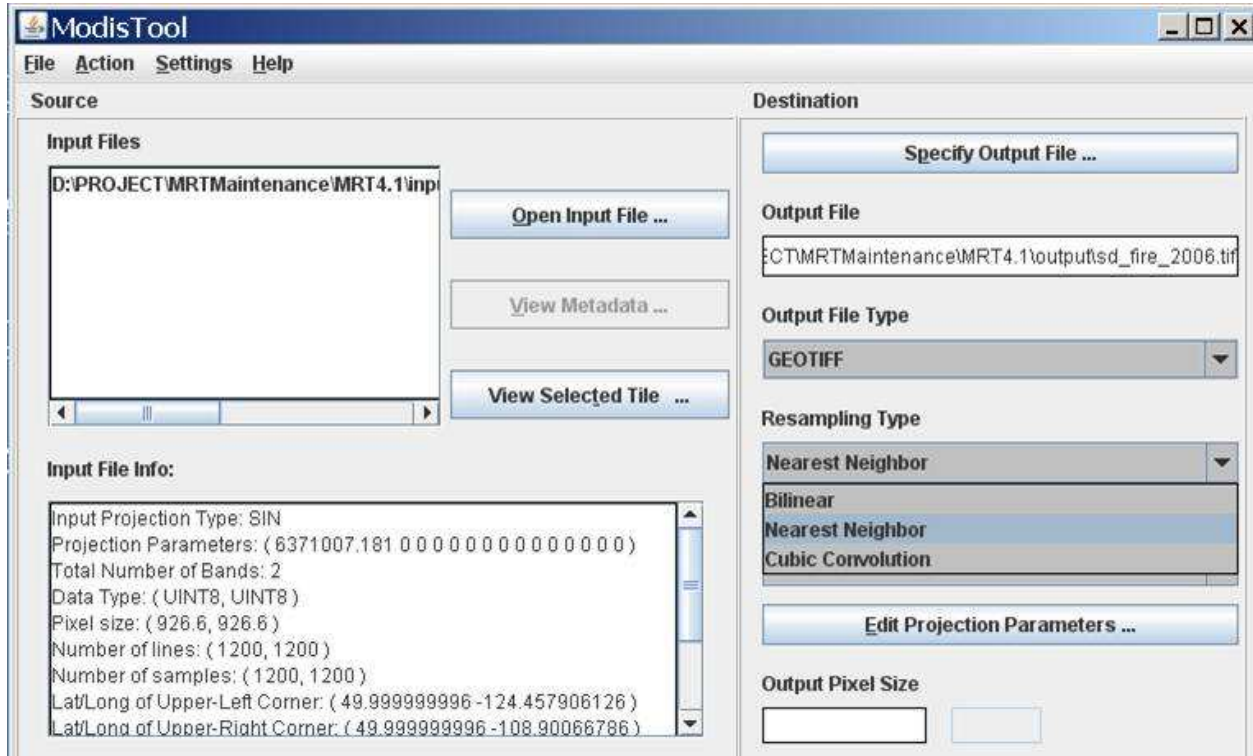 ModisTool
File Action Settings Help
Source
Input Files
D:\PROJECT\MRTMaintenance\MRT4.1\inpu
Open Input File ...
View Metadata ...
View Selected Tile ...
Input File Info:
Input Projection Type: SIN
Projection Parameters: ( 6371007.181 0 0 0 0 0 0 0 0 0 0 0 0 0 0 )
Total Number of Bands: 2
Data Type: ( UINT8, UINT8 )
Pixel size: ( 926.6, 926.6 )
Number of lines: ( 1200, 1200 )
Number of samples: ( 1200, 1200 )
Lat/Long of Upper-Left Corner: ( 49.999999996 -124.457906126 )
Lat/Long of Upper-Right Corner: ( 49.999999996 -108.90066786 )
Destination
Specify Output File ...
Output File
ECT\MRTMaintenance\MRT4.1\output\sd_fire_2006.tif
Output File Type
GEOTIFF
Resampling Type
Nearest Neighbor
Bilinear
Nearest Neighbor
Cubic Convolution
Edit Projection Parameters ...
Output Pixel Size